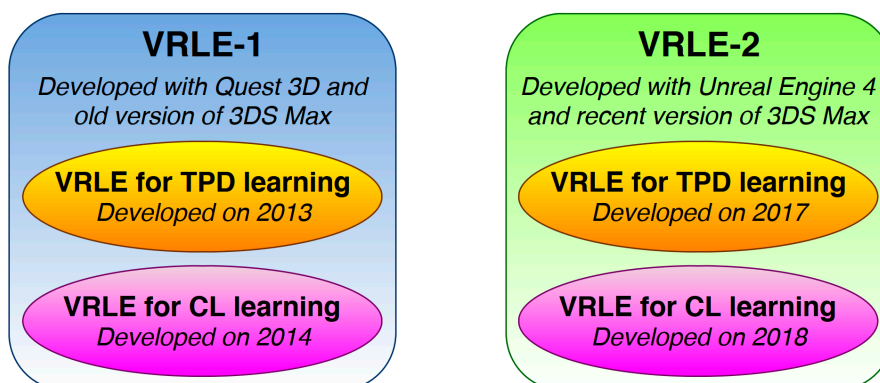 VRLE-1
Developed with Quest 3D and
old version of 3DS Max
VRLE for TPD learning
Developed on 2013
VRLE for CL learning
Developed on 2014
VRLE-2
Developed with Unreal Engine 4
and recent version of 3DS Max
VRLE for TPD learning
Developed on 2017
VRLE for CL learning
Developed on 2018